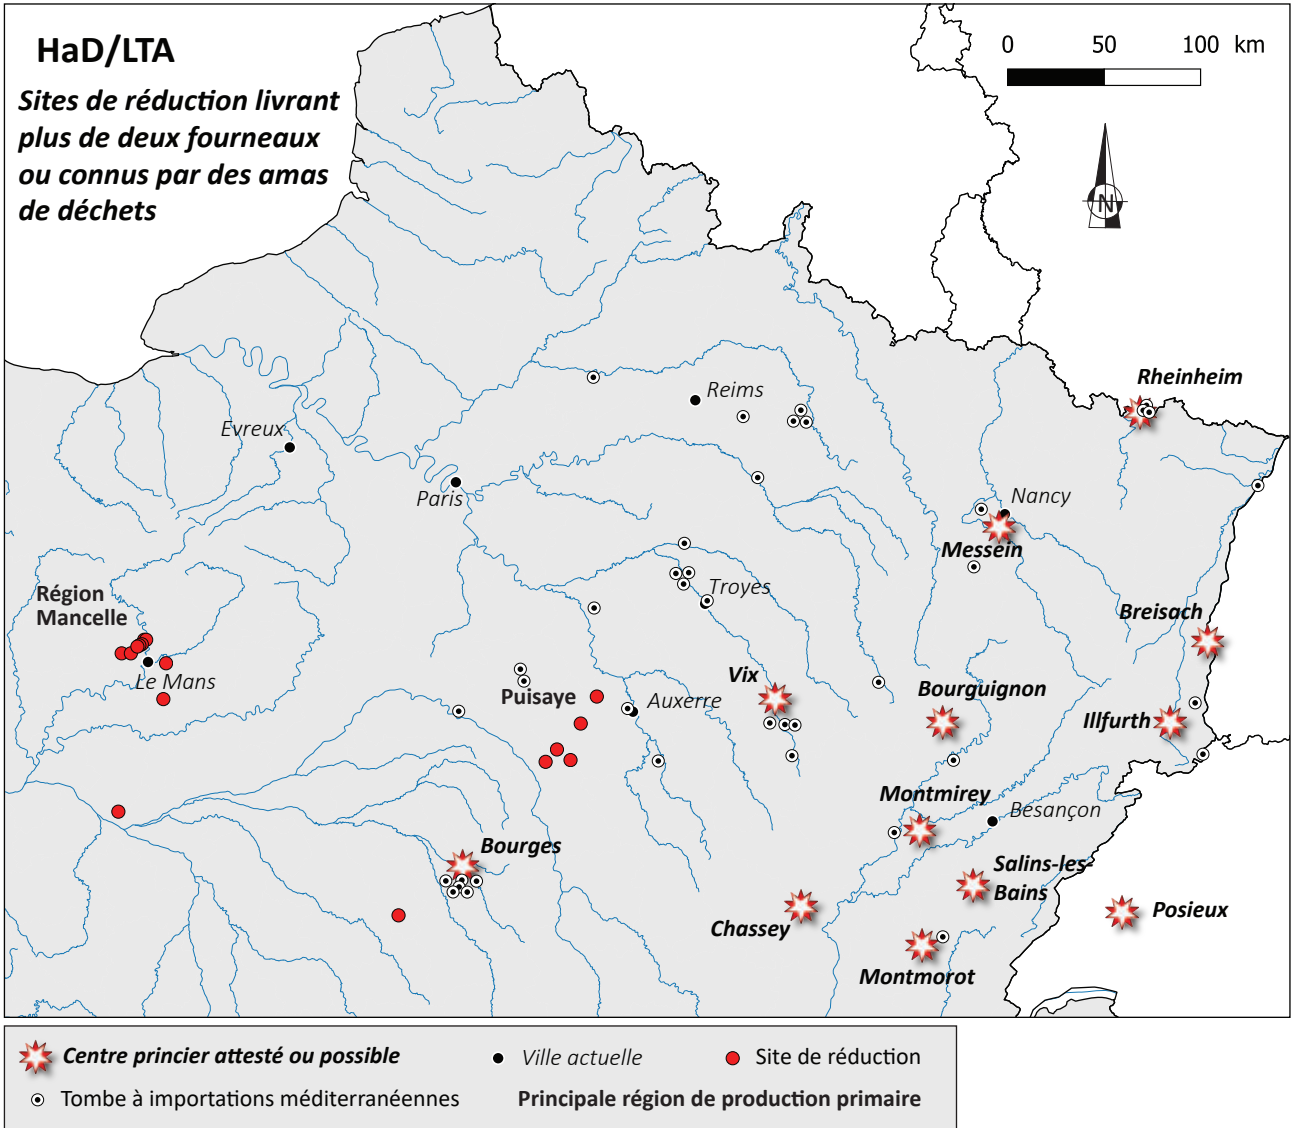 HaD/LTA
Sites de réduction livrant
plus de deux fourneaux
ou connus par des amas
de déchets
0 50 100 km
N
Rheinheim
Reims
Evreux
Paris
Nancy
Messein
Région
Mancelle
Troyes
Breisach
Le Mans
Vix
Puisaye
Auxerre
Bourguignon
Illfurth
Montmirey
Besançon
Bourges
Salins-les-
Bains
Chassey
Posieux
Montmorot
Centre princier attesté ou possible
Ville actuelle
Site de réduction
Tombe à importations méditerranéennes
Principale région de production primaire